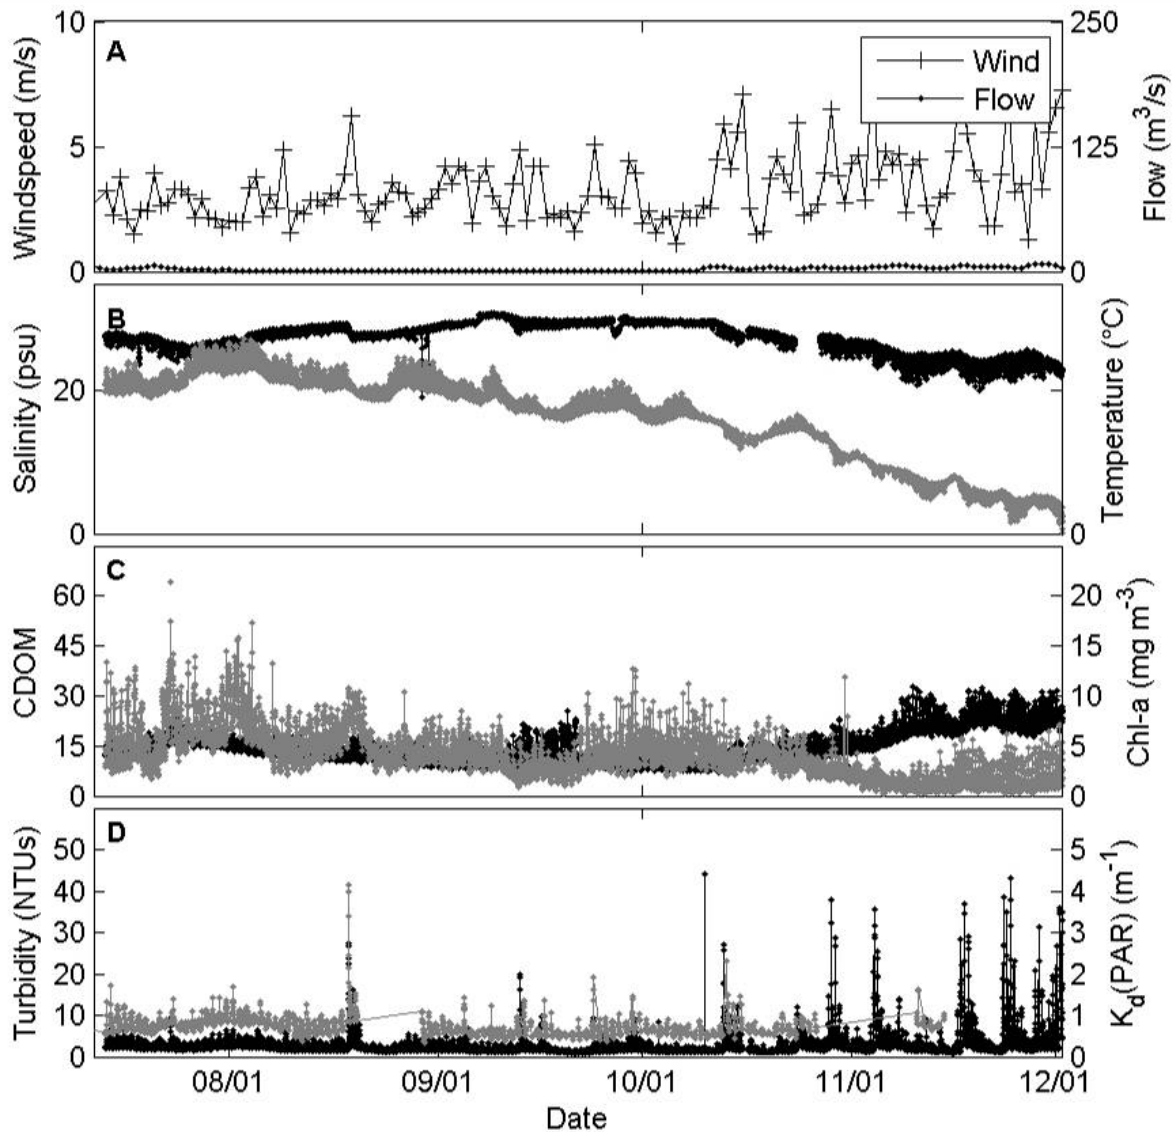 10
250
A
Wind
Flow
Windspeed (m/s)
5
125
Flow (m³/s)
0
0
B
Salinity (psu)
20
Temperature (°C)
0
0
C
60
20
CDOM
45
15
Chl-a (mg m⁻³)
30
10
15
5
0
0
D
50
5
Turbidity (NTUs)
40
4
K_d(PAR) (m⁻¹)
30
3
20
2
10
1
0
0
08/01
09/01
10/01
11/01
12/01
Date